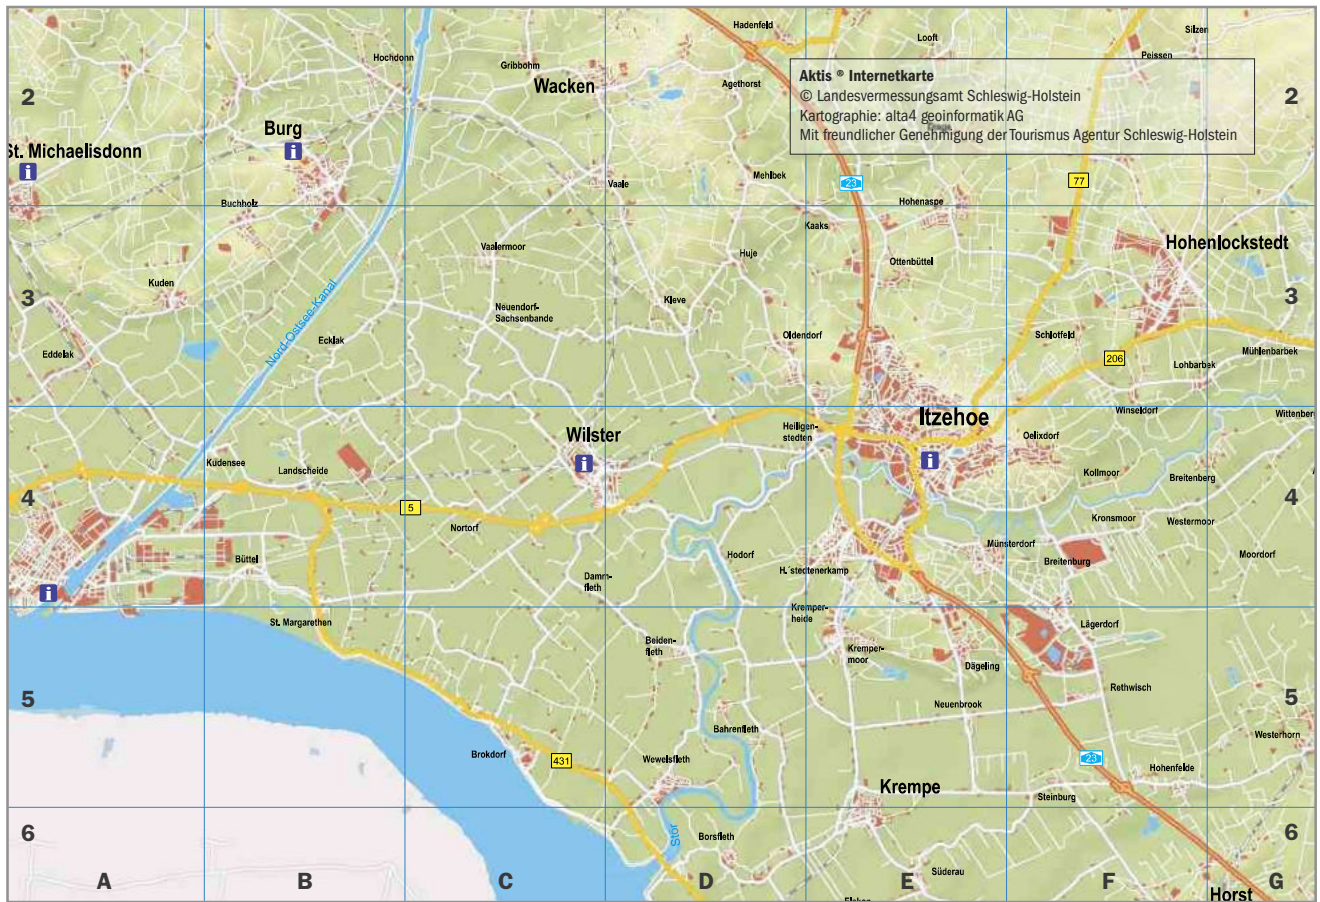 Hadenfeld
Looft
Silzen
Peissen
Hochdonn
Gribbohm
Wacken
Agethorst
Aktis ® Internetkarte
© Landesvermessungsamt Schleswig-Holstein
Kartographie: alta4 geoinformatik AG
Mit freundlicher Genehmigung der Tourismus Agentur Schleswig-Holstein
2
2
Burg
i
St. Michaelisdonn
i
Vaale
Mehlbek
23
77
Buchholz
Hohenaspe
Kaaks
Vaalermoor
Huje
Ottenbüttel
Hohenlockstedt
Kuden
3
Nord-Ostsee-Kanal
Neuendorf-
Sachsenbande
Kleve
3
Ecklak
Oldendorf
Schlotfeld
Eddelak
206
Lohbarbek
Mühlenbarbek
Itzehoe
Winseldorf
Wittenber
Wilster
i
Heiligen-
stedten
Oelixdorf
i
Kudensee
Landscheide
Kollmoor
Breitenberg
4
5
Nortorf
4
Kronsmoor
Westermoor
Büttel
Hodorf
Münsterdorf
Breitenburg
Moordorf
i
Damm-
fleth
H.´stedtenerkamp
St. Margarethen
Kremper-
heide
Lägerdorf
Beiden-
fleth
Kremper-
moor
Dägeling
5
Rethwisch
5
Neuenbrook
Bahrenfleth
Westerhorn
Brokdorf
431
Wewelsfleth
23
Hohenfelde
Krempe
Steinburg
6
Stör
Borsfleth
6
A
B
C
D
E
F
G
Süderau
Horst